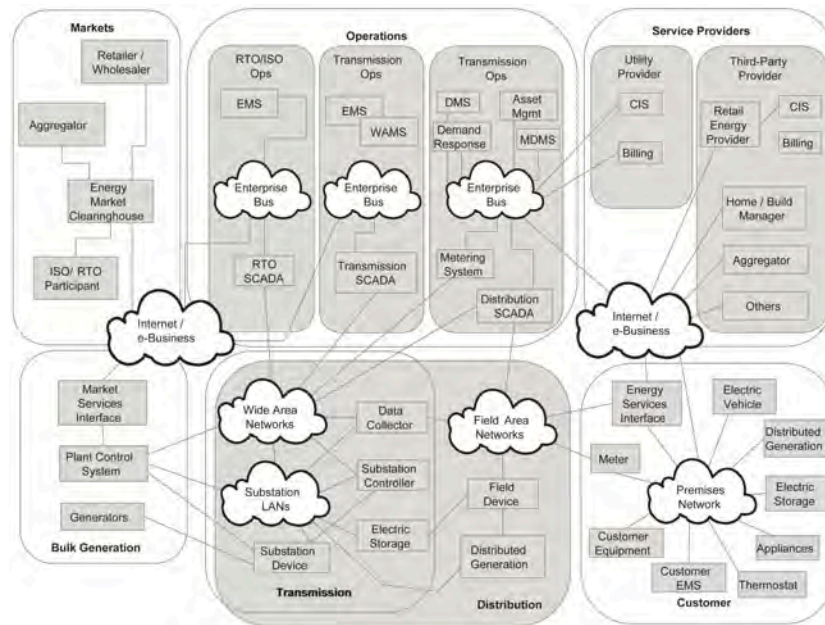 Markets
Retailer /
Wholesaler
Aggregator
Energy
Market
Clearinghouse
ISO/ RTO
Participant
Operations
RTO/ISO
Ops
EMS
Enterprise
Bus
RTO
SCADA
Transmission
Ops
EMS
WAMS
Enterprise
Bus
Transmission
SCADA
Transmission
Ops
DMS
Asset
Mgmt
Demand
Response
MDMS
Enterprise
Bus
Metering
System
Distribution
SCADA
Service Providers
Utility
Provider
CIS
Billing
Third-Party
Provider
Retail
Energy
Provider
CIS
Billing
Home / Build
Manager
Aggregator
Others
Internet /
e-Business
Internet /
e-Business
Market
Services
Interface
Plant Control
System
Generators
Bulk Generation
Wide Area
Networks
Data
Collector
Substation
LANs
Substation
Controller
Electric
Storage
Substation
Device
Transmission
Field Area
Networks
Field
Device
Distributed
Generation
Distribution
Energy
Services
Interface
Electric
Vehicle
Meter
Distributed
Generation
Premises
Network
Electric
Storage
Customer
Equipment
Appliances
Customer
EMS
Thermostat
Customer